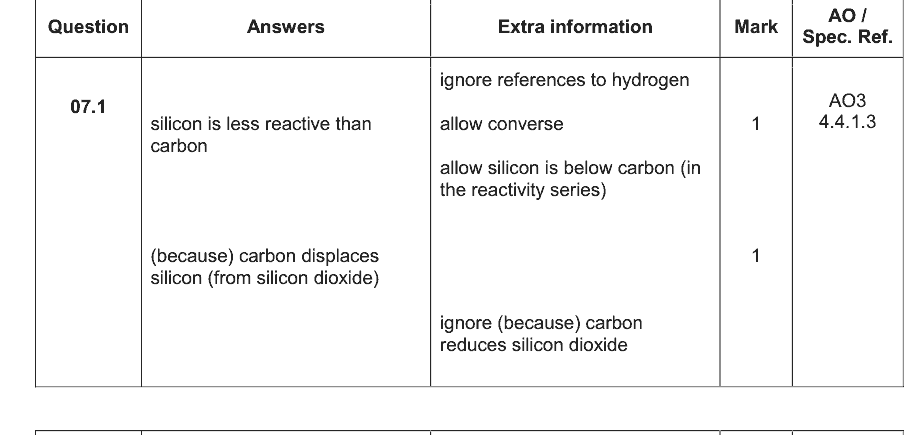 Question Answers Extra information Mark AO /
Spec. Ref.
ignore references to hydrogen
07.1 AO3
silicon is less reactive than allow converse 1 4.4.1.3
carbon
allow silicon is below carbon (in
the reactivity series)
(because) carbon displaces 1
silicon (from silicon dioxide)
ignore (because) carbon
reduces silicon dioxide